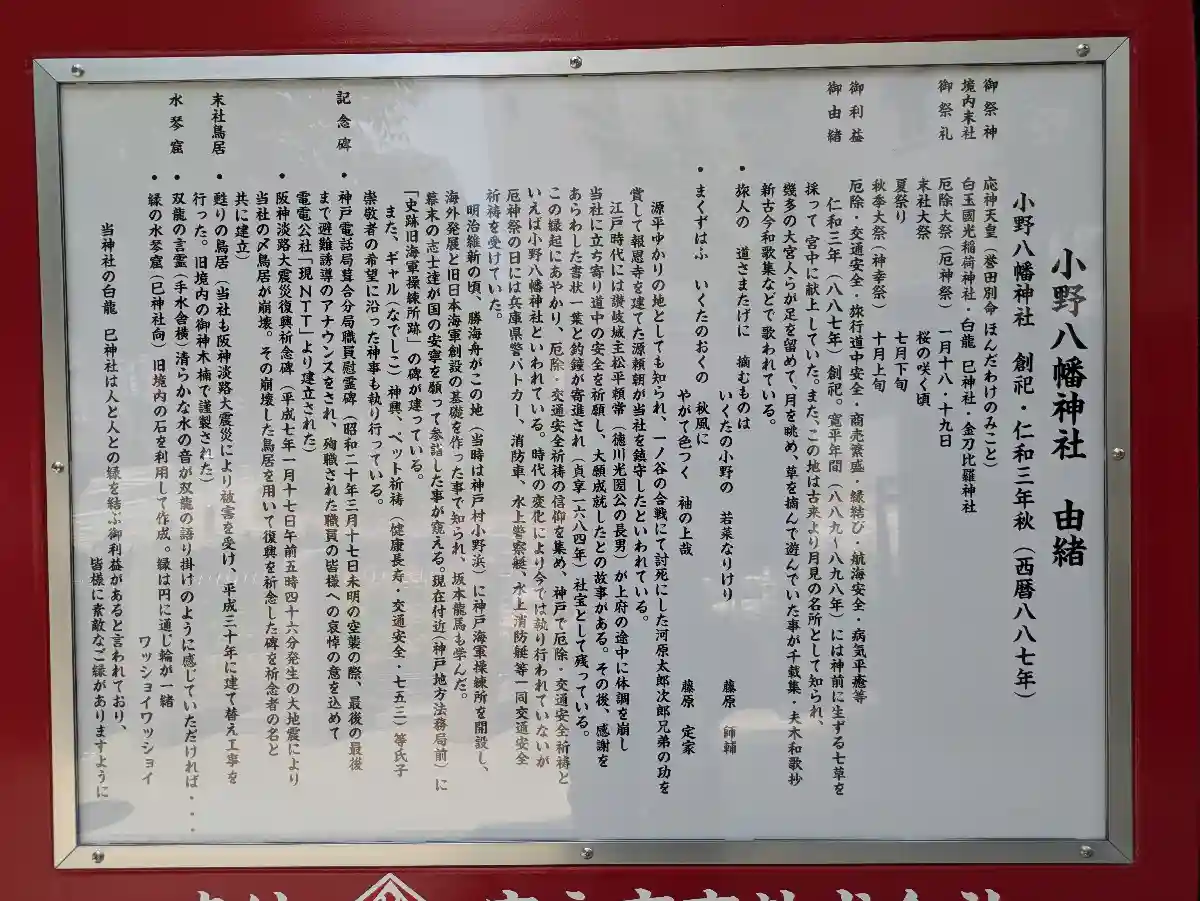 小野八幡神社　由緒
小野八幡神社　創祀・仁和三年秋（西暦八八七年）
御祭神　応神天皇（誉田別命 ほんだわけのみこと）
境内末社　白玉國光稲荷神社・白龍　巳神社・金刀比羅神社
御祭礼　厄除大祭（厄神祭）　一月十八・十九日
末社大祭　桜の咲く頃
夏祭り　七月下旬
秋季大祭（神幸祭）　十月上旬
御利益　厄除・交通安全・旅行道中安全・商売繁盛・縁結び・航海安全・病気平癒等
御由緒　仁和三年（八八七年）創祀。寛平年間（八八九～八九八年）には神前に生ずる七草を
採って 宮中に献上していた。また、この地は古来より月見の名所として知られ、
幾多の大宮人らが足を留めて、月を眺め、草を摘んで遊んでいた事が千載集・夫木和歌抄
新古今和歌集などで歌われている。
・旅人の　道さまたげに　摘むものは
いくたの小野の　若菜なりけり　藤原　師輔
・まくずはふ　いくたのおくの　秋風に
やがて色つく　袖の上哉　藤原　定家
源平ゆかりの地としても知られ、一ノ谷の合戦にて討死にした河原太郎次郎兄弟の功を
賞して報恩寺を建てた源頼朝が当社を鎮守したといわれている。
江戸時代には讃岐城主松平頼常（徳川光圀公の長男）が上府の途中に体調を崩し
当社に立ち寄り道中の安全を祈願し、大願成就したとの故事がある。その後、感謝を
あらわした書状一葉と釣鐘が寄進され（貞享一六八四年）社宝として残っている。
この縁起にあやかり、厄除・交通安全祈祷の信仰を集め、神戸で厄除・交通安全祈祷と
いえば小野八幡神社といわれている。時代の変化により今では執り行われていないが
厄神祭の日には兵庫県警パトカー、消防車、水上警察艇、水上消防艇等一同交通安全
祈祷を受けていた。
明治維新の頃、勝海舟がこの地（当時は神戸村小野浜）に神戸海軍操練所を開設し、
海外発展と旧日本海軍創設の基礎を作った事で知られ、坂本龍馬も学んだ。
幕末の志士達が国の安寧を願って参詣した事が窺える。現在付近（神戸地方法務局前）に
「史跡旧海軍操練所跡」の碑が建っている。
また、ギャル（なでしこ）神輿、ペット祈祷（健康長寿・交通安全・七五三）等氏子
崇敬者の希望に沿った神事も執り行っている。
記念碑　・神戸電話局葺合分局職員慰霊碑（昭和二十年三月十七日未明の空襲の際、最後の最後
まで避難誘導のアナウンスをされ、殉職された職員の皆様への哀悼の意を込めて
電電公社「現ＮＴＴ」より建立された）
・阪神淡路大震災復興祈念碑（平成七年一月十七日午前五時四十六分発生の大地震により
当社の〆鳥居が崩壊。その崩壊した鳥居を用いて復興を祈念した碑を祈念者の名と
共に建立）
末社鳥居　・甦りの鳥居（当社も阪神淡路大震災により被害を受け、平成三十年に建て替え工事を
行った。旧境内の御神木楠で謹製された）
水琴窟　・双龍の言霊（手水舎横）清らかな水の音が双龍の語り掛けのように感じていただければ・・・
・縁の水琴窟（巳神社向）旧境内の石を利用して作成。縁は円に通じ輪が一緒
ワッショイワッショイ
当神社の白龍　巳神社は人と人との縁を結ぶ御利益があると言われており、
皆様に素敵なご縁がありますように